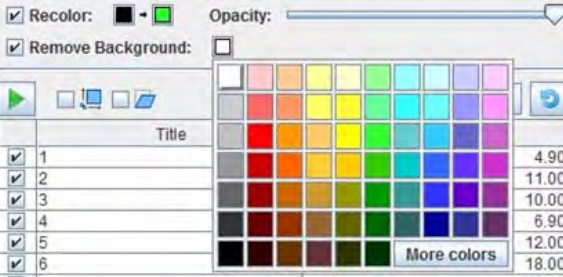 Recolor: Opacity:
Remove Background:
Title
1 4.90
2 11.00
3 10.00
4 6.90
5 12.00
6 18.00
More colors